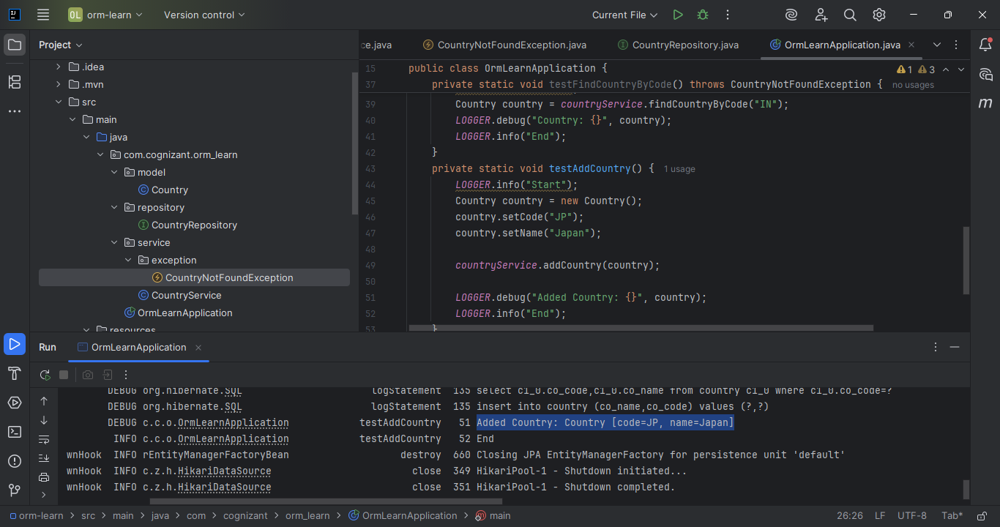 OL orm-learn Version control Current File
Project
.idea
.mvn
src
main
java
com.cognizant.orm_learn
model
Country
repository
CountryRepository
service
exception
CountryNotFoundException
CountryService
OrmLearnApplication
resources
ce.java CountryNotFoundException.java CountryRepository.java OrmLearnApplication.java
15 public class OrmLearnApplication {
1 3
37 private static void testFindCountryByCode() throws CountryNotFoundException { no usages
39 Country country = countryService.findCountryByCode("IN");
40 LOGGER.debug("Country: {}", country);
41 LOGGER.info("End");
42 }
43 private static void testAddCountry() { 1 usage
44 LOGGER.info("Start");
45 Country country = new Country();
46 country.setCode("JP");
47 country.setName("Japan");
48
49 countryService.addCountry(country);
50
51 LOGGER.debug("Added Country: {}", country);
52 LOGGER.info("End");
53 }
Run OrmLearnApplication
DEBUG org.hibernate.SQL logStatement 135 select c1_0.co_code,c1_0.co_name from country c1_0 where c1_0.co_code=?
DEBUG org.hibernate.SQL logStatement 135 insert into country (co_name,co_code) values (?,?)
DEBUG c.c.o.OrmLearnApplication testAddCountry 51 Added Country: Country [code=JP, name=Japan]
INFO c.c.o.OrmLearnApplication testAddCountry 52 End
wnHook INFO rEntityManagerFactoryBean destroy 660 Closing JPA EntityManagerFactory for persistence unit 'default'
wnHook INFO c.z.h.HikariDataSource close 349 HikariPool-1 - Shutdown initiated...
wnHook INFO c.z.h.HikariDataSource close 351 HikariPool-1 - Shutdown completed.
orm-learn > src > main > java > com > cognizant > orm_learn > OrmLearnApplication > main 26:26 LF UTF-8 Tab*